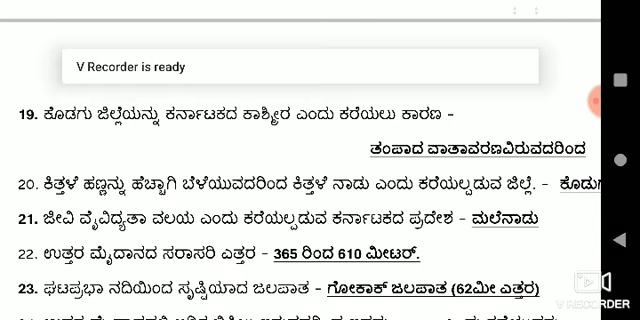 V Recorder is ready
19. ಕೊಡಗು ಜಿಲ್ಲೆಯನ್ನು ಕರ್ನಾಟಕದ ಕಾಶ್ಮೀರ ಎಂದು ಕರೆಯಲು ಕಾರಣ -
ತಂಪಾದ ವಾತಾವರಣವಿರುವದರಿಂದ
20. ಕಿತ್ತಳೆ ಹಣ್ಣನ್ನು ಹೆಚ್ಚಾಗಿ ಬೆಳೆಯುವದರಿಂದ ಕಿತ್ತಳೆ ನಾಡು ಎಂದು ಕರೆಯಲ್ಪಡುವ ಜಿಲ್ಲೆ. -
21. ಜೀವಿ ವೈವಿದ್ಯತಾ ವಲಯ ಎಂದು ಕರೆಯಲ್ಪಡುವ ಕರ್ನಾಟಕದ ಪ್ರದೇಶ - ಮಲೆನಾಡು
22. ಉತ್ತರ ಮೈದಾನದ ಸರಾಸರಿ ಎತ್ತರ - 365 ರಿಂದ 610 ಮೀಟರ್.
23. ಘಟಪ್ರಭಾ ನದಿಯಿಂದ ಸೃಷ್ಟಿಯಾದ ಜಲಪಾತ - ಗೋಕಾಕ್ ಜಲಪಾತ (62ಮೀ ಎತ್ತರ)
V RECORDER